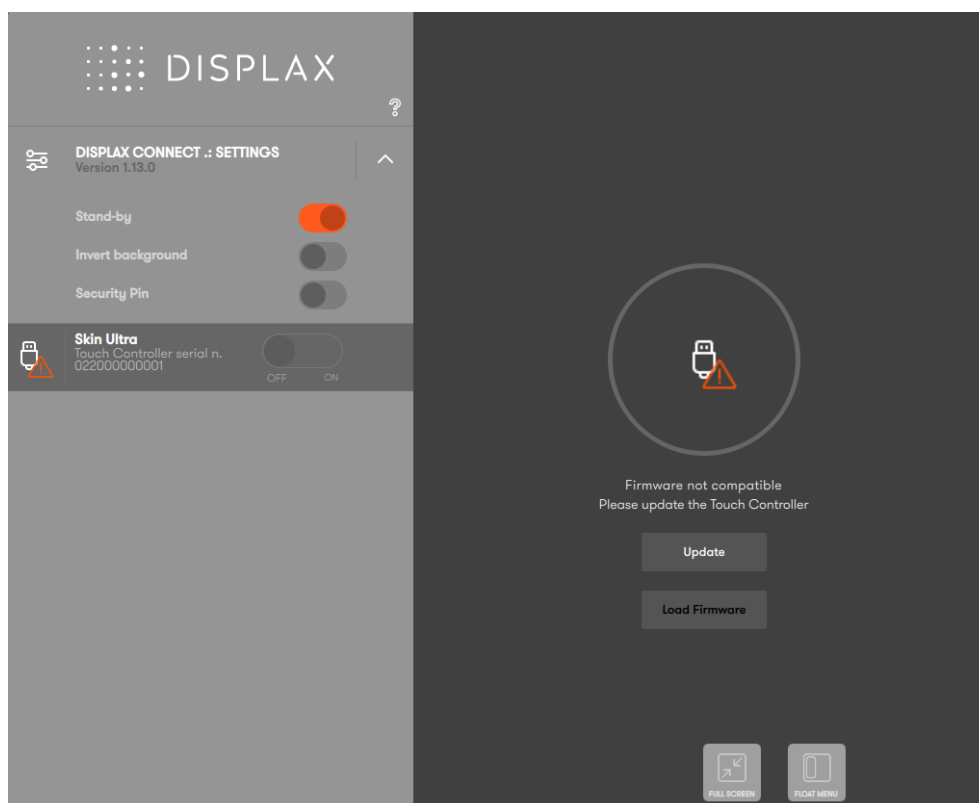 DISPLAX
?
DISPLAX CONNECT .: SETTINGS
Version 1.13.0
Stand-by
Invert background
Security Pin
Skin Ultra
Touch Controller serial n.
022000000001
OFF ON
Firmware not compatible
Please update the Touch Controller
Update
Load Firmware
FULL SCREEN
FLOAT MENU